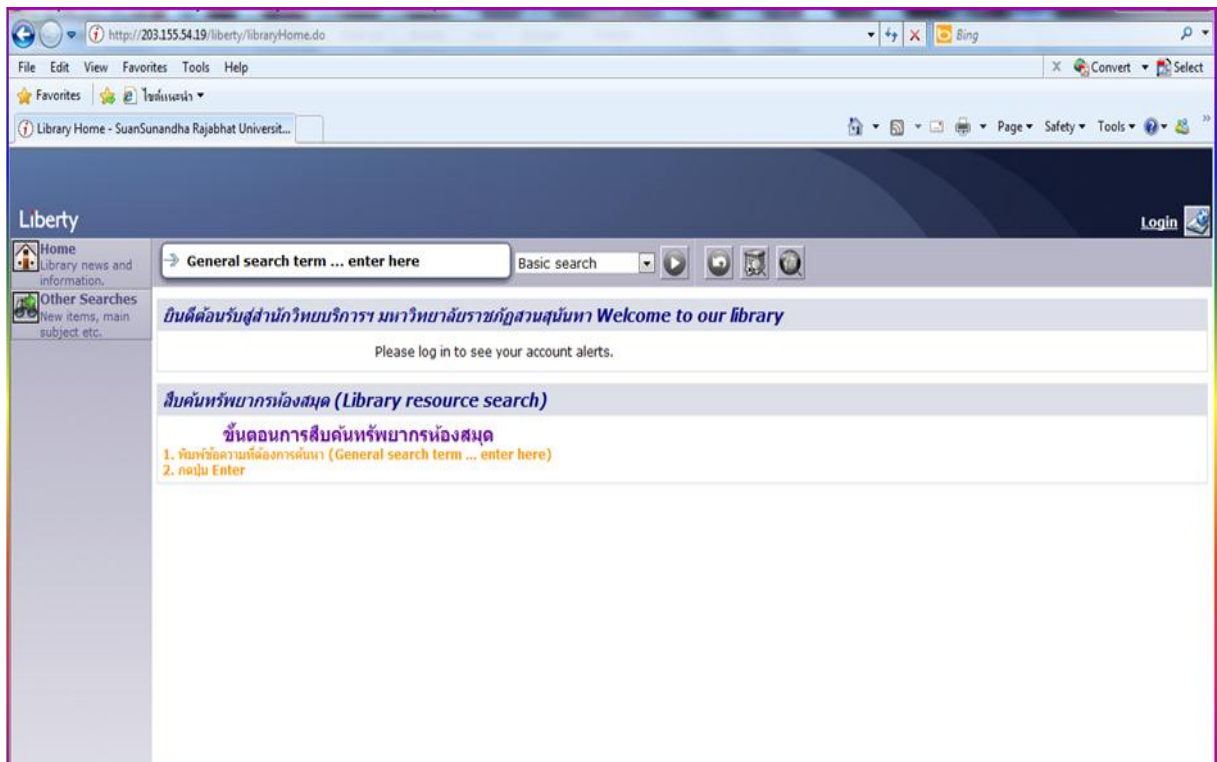 http://203.155.54.19/liberty/libraryHome.do
Bing
File Edit View Favorites Tools Help
Convert Select
Favorites ไซต์แนะนำ
Library Home - SuanSunandha Rajabhat Universit...
Page Safety Tools
Liberty
Login
Home
Library news and
information.
General search term ... enter here
Basic search
Other Searches
New items, main
subject etc.
ยินดีต้อนรับสู่สำนักวิทยบริการฯ มหาวิทยาลัยราชภัฏสวนสุนันทา Welcome to our library
Please log in to see your account alerts.
สืบค้นทรัพยากรห้องสมุด (Library resource search)
ขั้นตอนการสืบค้นทรัพยากรห้องสมุด
1. พิมพ์ข้อความที่ต้องการค้นหา (General search term ... enter here)
2. กดปุ่ม Enter